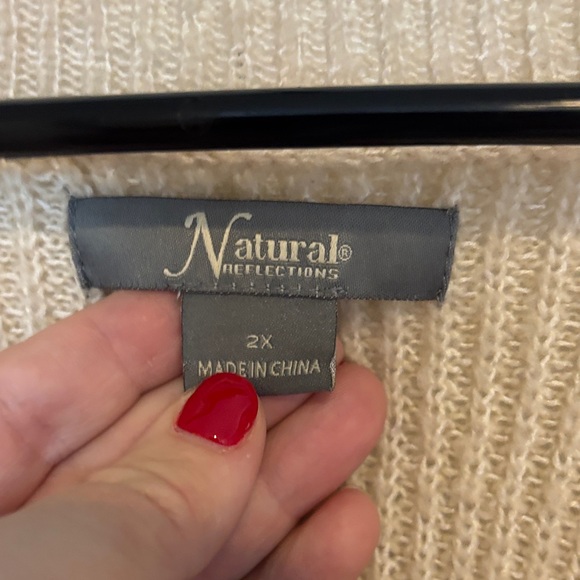 Natural®
REFLECTIONS
2X
MADE IN CHINA